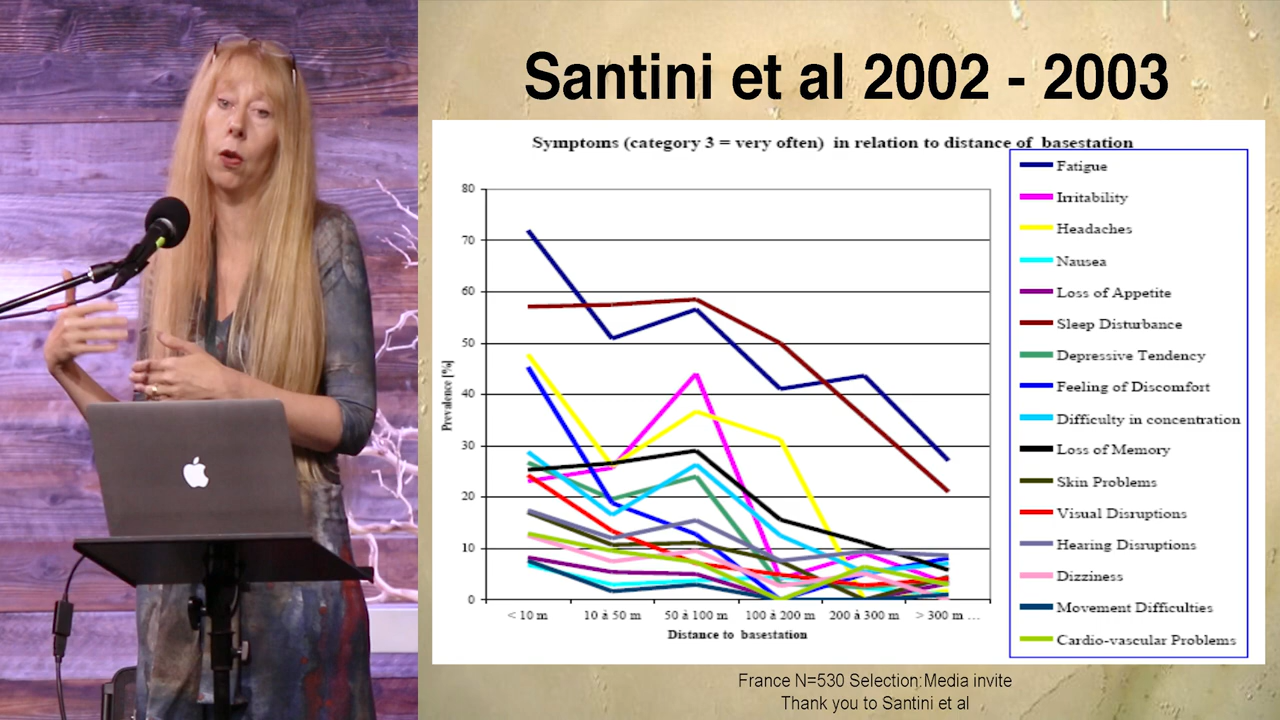 Santini et al 2002 - 2003
Symptoms (category 3 = very often) in relation to distance of basestation
Fatigue
Irritability
Headaches
Nausea
Loss of Appetite
Sleep Disturbance
Depressive Tendency
Feeling of Discomfort
Difficulty in concentration
Loss of Memory
Skin Problems
Visual Disruptions
Hearing Disruptions
Dizziness
Movement Difficulties
Cardio-vascular Problems
Prevalence [%]
80
70
60
50
40
30
20
10
0
< 10 m 10 à 50 m 50 à 100 m 100 à 200 m 200 à 300 m > 300 m ...
Distance to basestation
France N=530 Selection:Media invite
Thank you to Santini et al